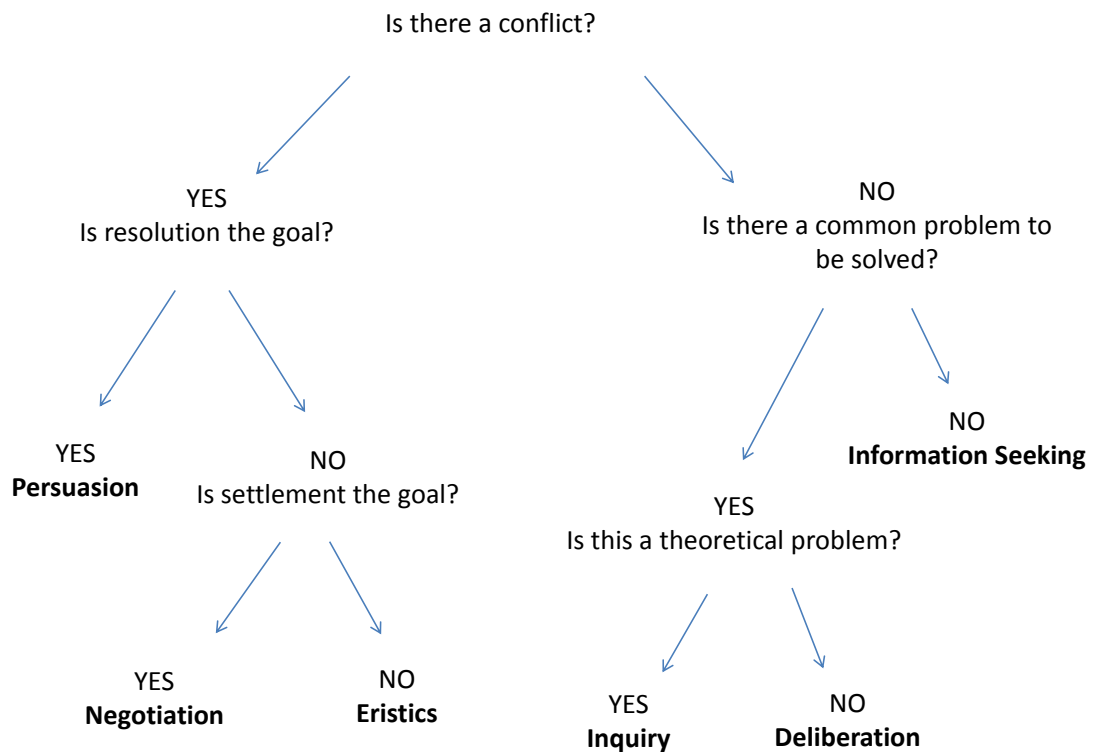 Is there a conflict?
YES
Is resolution the goal?
NO
Is there a common problem to
be solved?
YES
Persuasion
NO
Is settlement the goal?
NO
Information Seeking
YES
Is this a theoretical problem?
YES
Negotiation
NO
Eristics
YES
Inquiry
NO
Deliberation